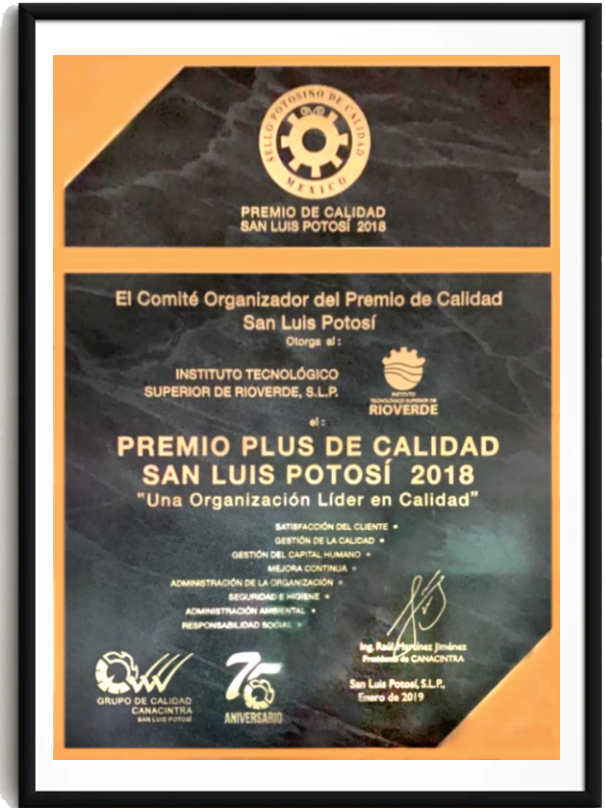 SELLO POTOSINO DE CALIDAD
MEXICO
PREMIO DE CALIDAD
SAN LUIS POTOSÍ 2018
El Comité Organizador del Premio de Calidad
San Luis Potosí
Otorga al:
INSTITUTO TECNOLÓGICO
SUPERIOR DE RIOVERDE, S.L.P.
INSTITUTO
TECNOLÓGICO SUPERIOR DE
RIOVERDE
el:
PREMIO PLUS DE CALIDAD
SAN LUIS POTOSÍ 2018
"Una Organización Líder en Calidad"
SATISFACCIÓN DEL CLIENTE •
GESTIÓN DE LA CALIDAD •
GESTIÓN DEL CAPITAL HUMANO •
MEJORA CONTINUA •
ADMINISTRACIÓN DE LA ORGANIZACIÓN •
SEGURIDAD E HIGIENE •
ADMINISTRACIÓN AMBIENTAL •
RESPONSABILIDAD SOCIAL •
Ing. Raúl Martínez Jiménez
Presidente de CANACINTRA
San Luis Potosí, S.L.P.,
Enero de 2019
GRUPO DE CALIDAD
CANACINTRA
SAN LUIS POTOSÍ
75
ANIVERSARIO